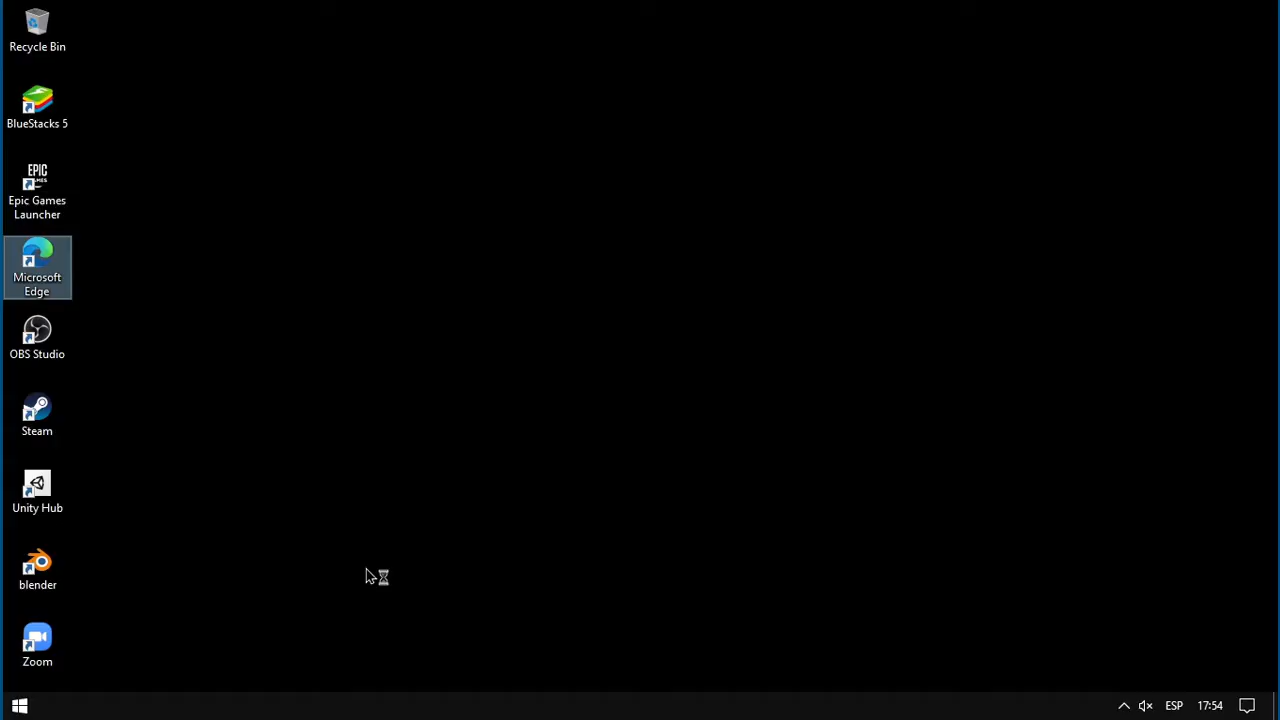 Recycle Bin
BlueStacks 5
EPIC
GAMES
Epic Games
Launcher
Microsoft
Edge
OBS Studio
Steam
Unity Hub
blender
Zoom
ESP
17:54